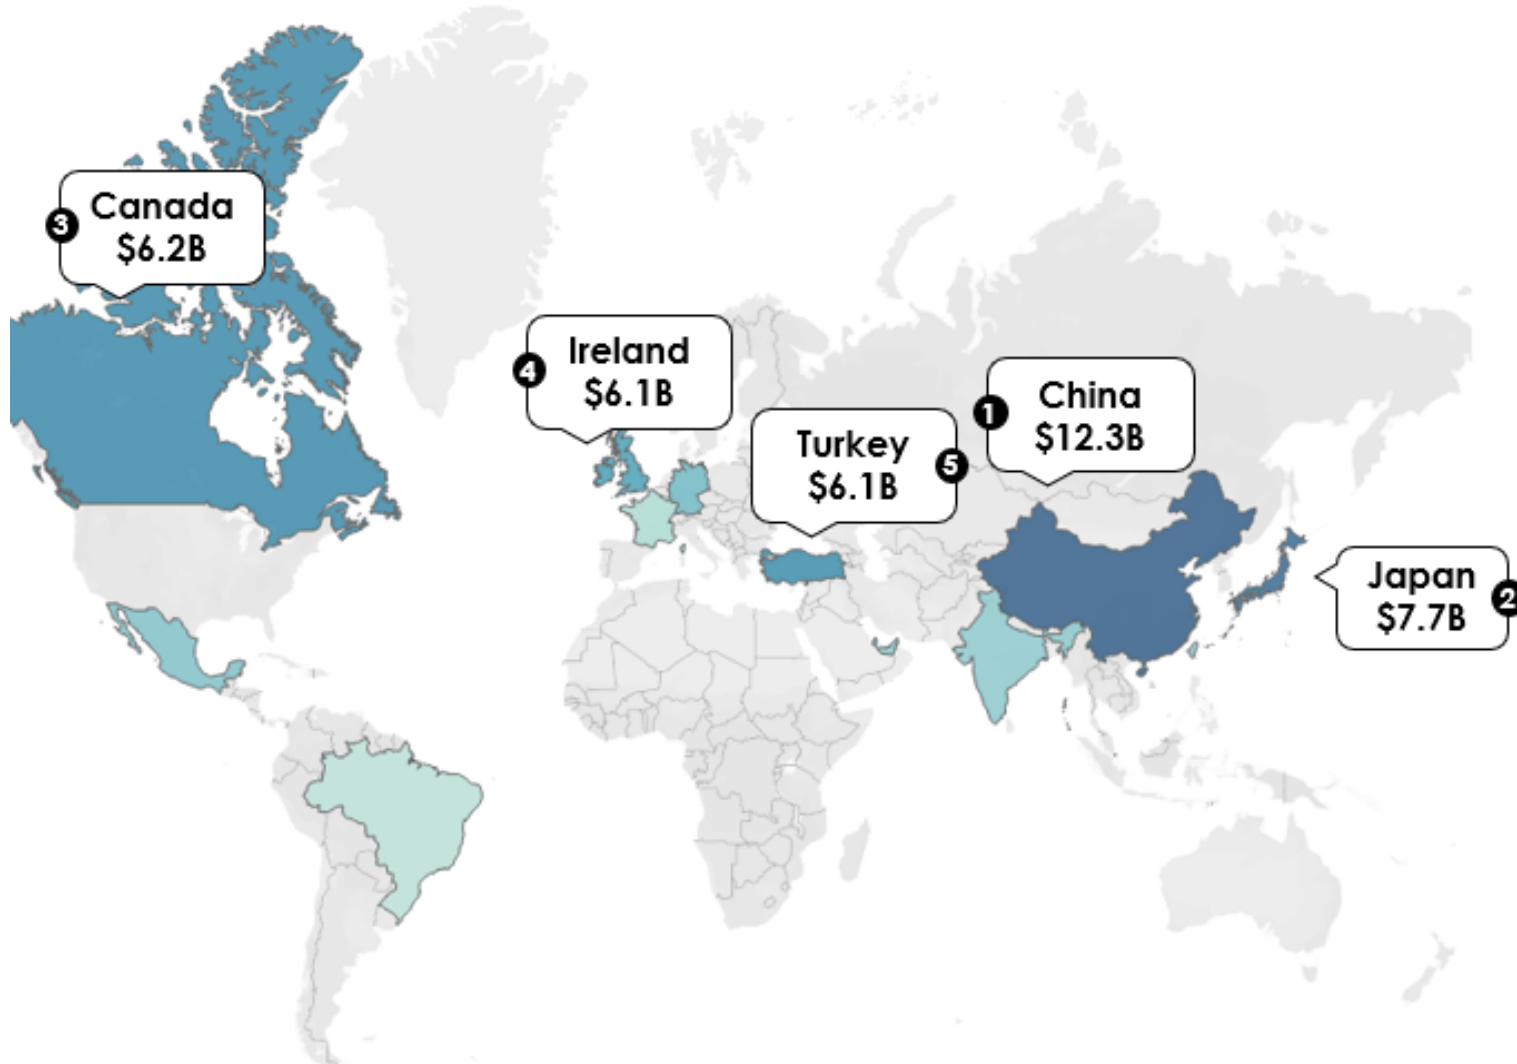 3
Canada
$6.2B
4
Ireland
$6.1B
Turkey
$6.1B
5
1
China
$12.3B
Japan
$7.7B
2